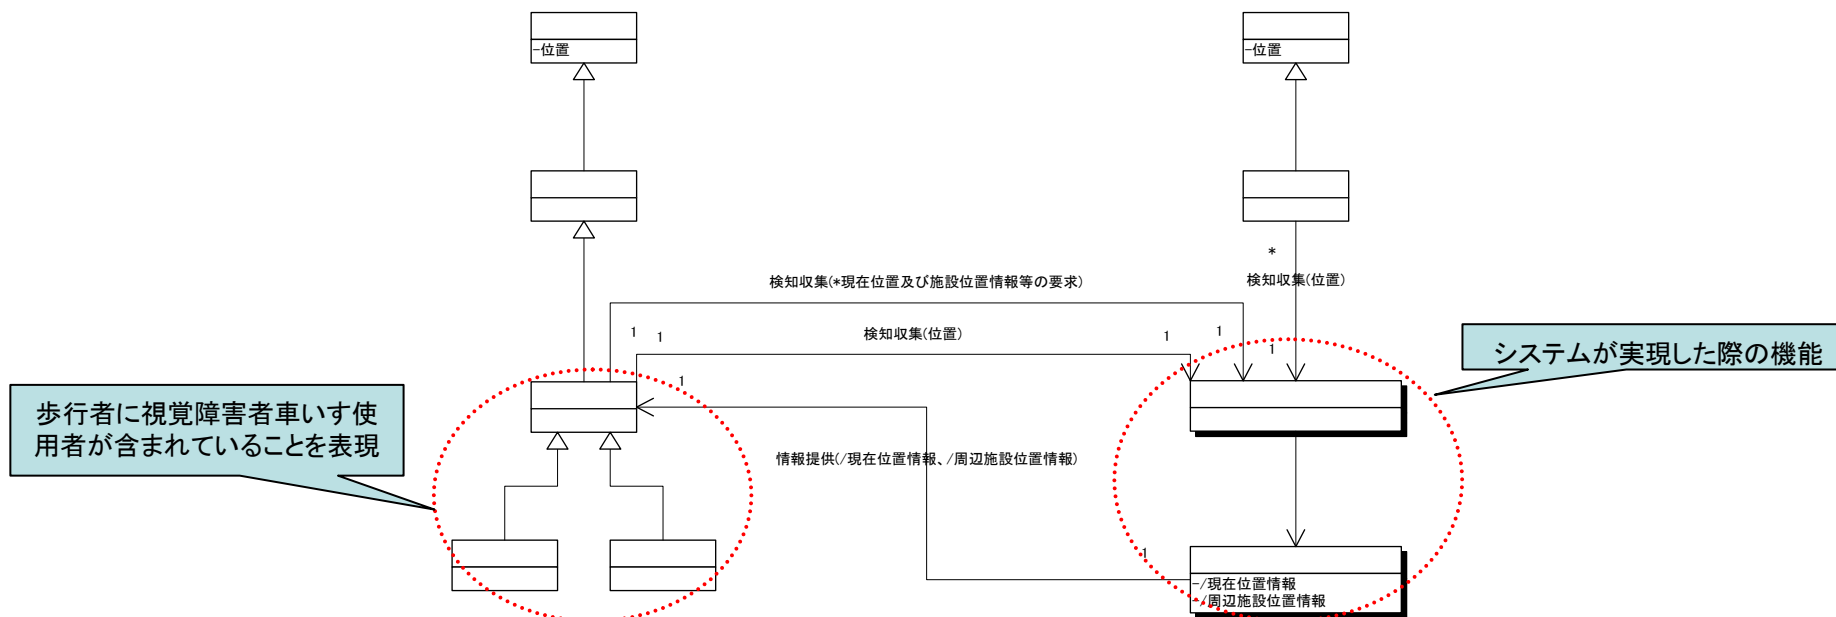 -位置
-位置
*
検知収集(*現在位置及び施設位置情報等の要求)
検知収集(位置)
1
1
検知収集(位置)
1
1
1
システムが実現した際の機能
1
歩行者に視覚障害者車いす使
用者が含まれていることを表現
情報提供(/現在位置情報、/周辺施設位置情報)
1
-/現在位置情報
-/周辺施設位置情報